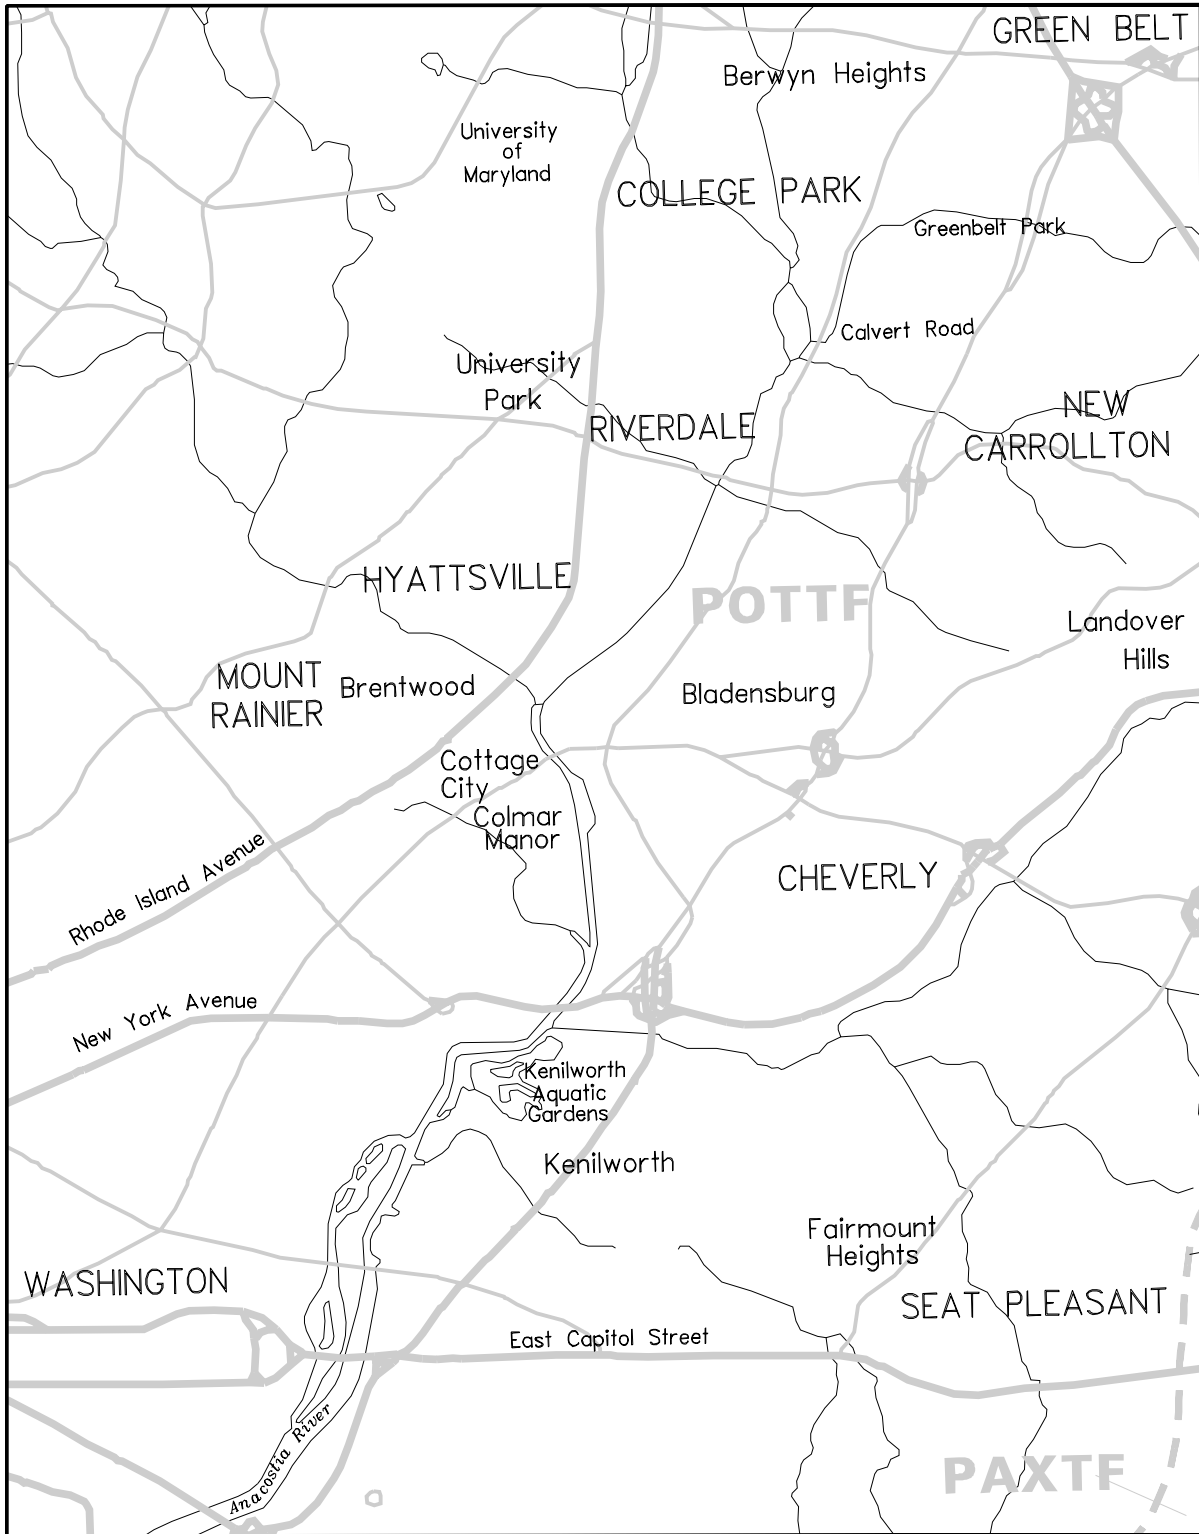 GREEN BELT
Berwyn Heights
University
of
Maryland
COLLEGE PARK
Greenbelt Park
Calvert Road
University
Park
RIVERDALE
NEW
CARROLLTON
HYATTSVILLE
POTTF
Landover
Hills
MOUNT
RAINIER
Brentwood
Bladensburg
Cottage
City
Colmar
Manor
Rhode Island Avenue
CHEVERLY
New York Avenue
Kenilworth
Aquatic
Gardens
Kenilworth
Fairmount
Heights
WASHINGTON
SEAT PLEASANT
East Capitol Street
Anacostia River
PAXTF